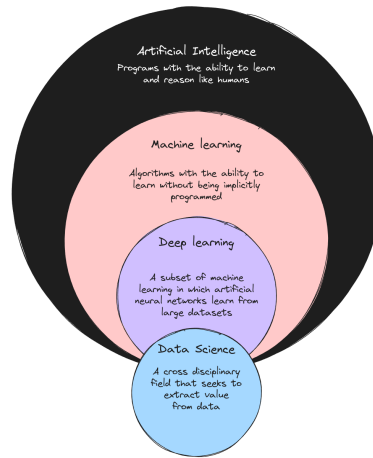 Artificial Intelligence
Programs with the ability to learn
and reason like humans
Machine learning
Algorithms with the ability to
learn without being implicitly
programmed
Deep learning
A subset of machine
learning in which artificial
neural networks learn from
large datasets
Data Science
A cross disciplinary
field that seeks to
extract value
from data